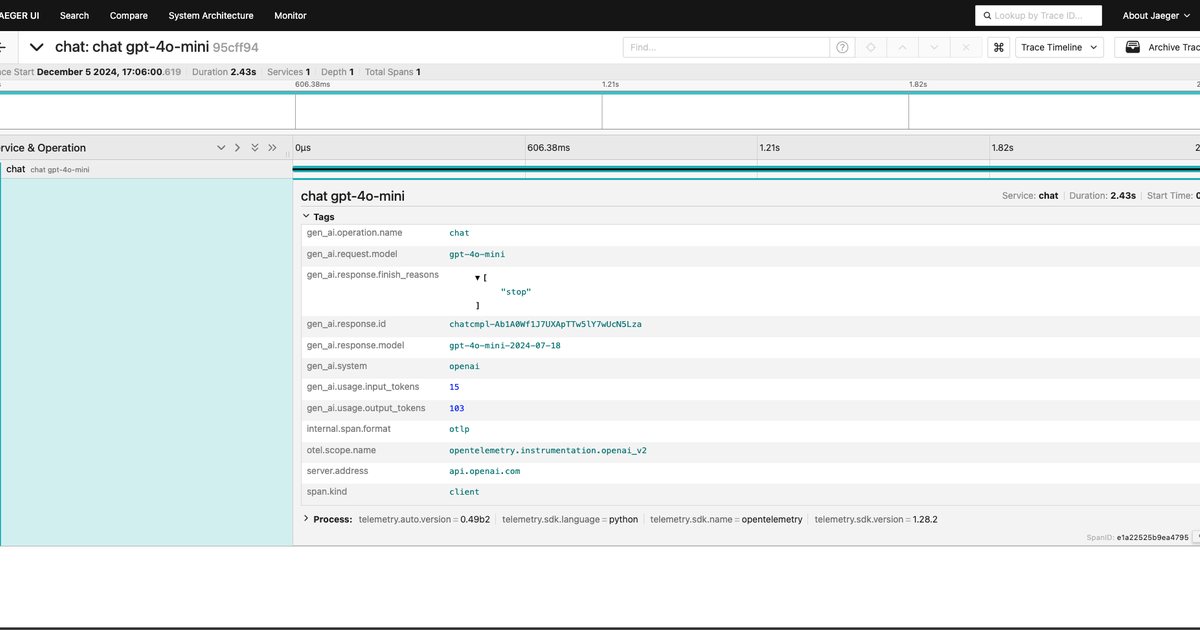 AEGER UI Search Compare System Architecture Monitor Lookup by Trace ID... About Jaeger
chat: chat gpt-4o-mini 95cff94 Find... ? ⌘ Trace Timeline Archive Trac
ce Start December 5 2024, 17:06:00.619 Duration 2.43s Services 1 Depth 1 Total Spans 1
s 606.38ms 1.21s 1.82s 2
rvice & Operation 0μs 606.38ms 1.21s 1.82s 2
chat chat gpt-4o-mini
chat gpt-4o-mini Service: chat Duration: 2.43s Start Time: 0
Tags
gen_ai.operation.name chat
gen_ai.request.model gpt-4o-mini
gen_ai.response.finish_reasons [
"stop"
]
gen_ai.response.id chatcmpl-Ab1A0Wf1J7UXApTTw5lY7wUcN5Lza
gen_ai.response.model gpt-4o-mini-2024-07-18
gen_ai.system openai
gen_ai.usage.input_tokens 15
gen_ai.usage.output_tokens 103
internal.span.format otlp
otel.scope.name opentelemetry.instrumentation.openai_v2
server.address api.openai.com
span.kind client
Process: telemetry.auto.version = 0.49b2 telemetry.sdk.language = python telemetry.sdk.name = opentelemetry telemetry.sdk.version = 1.28.2
SpanID: e1a22525b9ea4795